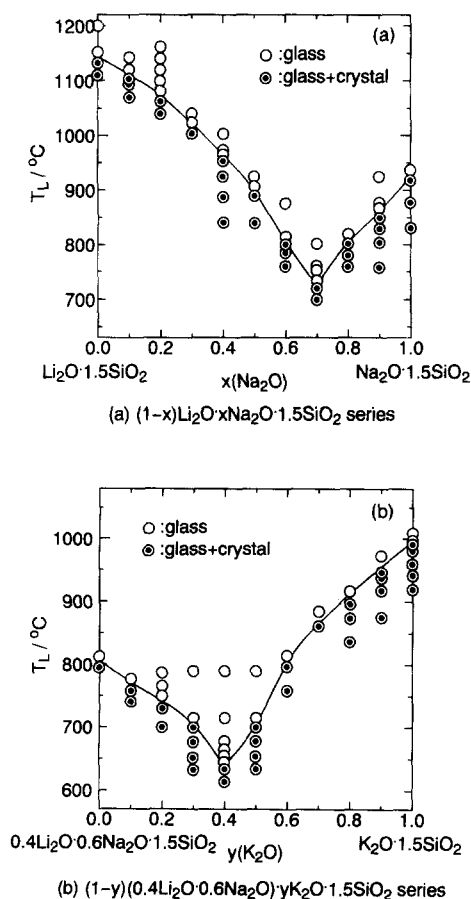 (a)
○ :glass
◉ :glass+crystal
1200
1100
1000
900
800
700
T_L / °C
0.0 0.2 0.4 0.6 0.8 1.0
Li₂O·1.5SiO₂ x(Na₂O) Na₂O·1.5SiO₂
(a) (1-x)Li₂O·xNa₂O·1.5SiO₂ series
(b)
○ :glass
◉ :glass+crystal
1000
900
800
700
600
T_L / °C
0.0 0.2 0.4 0.6 0.8 1.0
0.4Li₂O·0.6Na₂O·1.5SiO₂ y(K₂O) K₂O·1.5SiO₂
(b) (1-y)(0.4Li₂O·0.6Na₂O)·yK₂O·1.5SiO₂ series